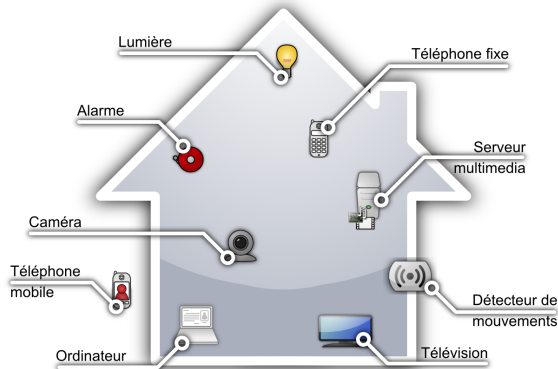 Lumière
Téléphone fixe
Alarme
Serveur
multimedia
Caméra
Téléphone
mobile
Détecteur de
mouvements
Ordinateur
Télévision